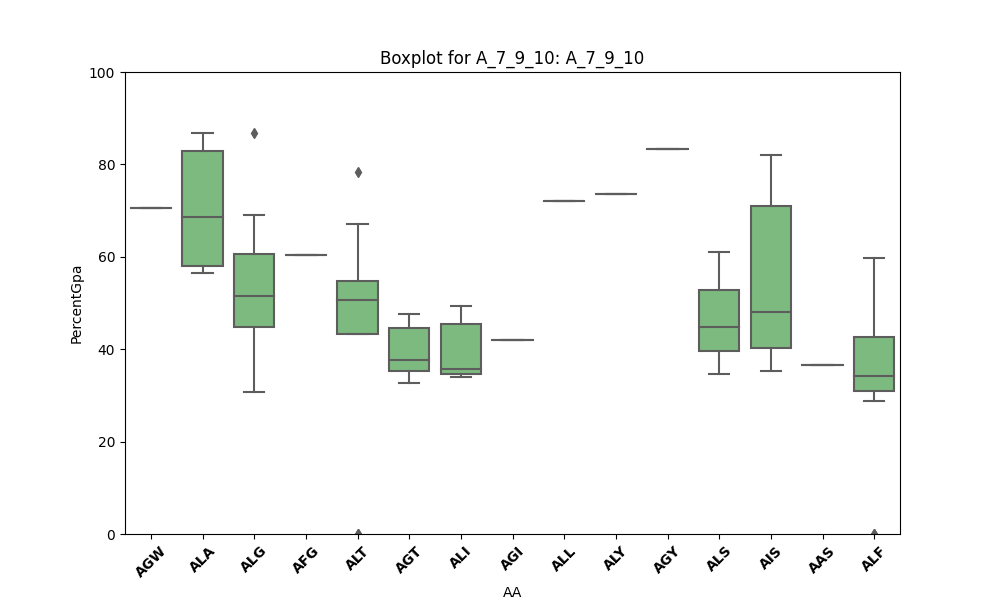 Boxplot for A_7_9_10: A_7_9_10
100
80
60
40
20
0
PercentGpa
AGW ALA ALG AFG ALT AGT ALI AGI ALL ALY AGY ALS AIS AAS ALF
AA